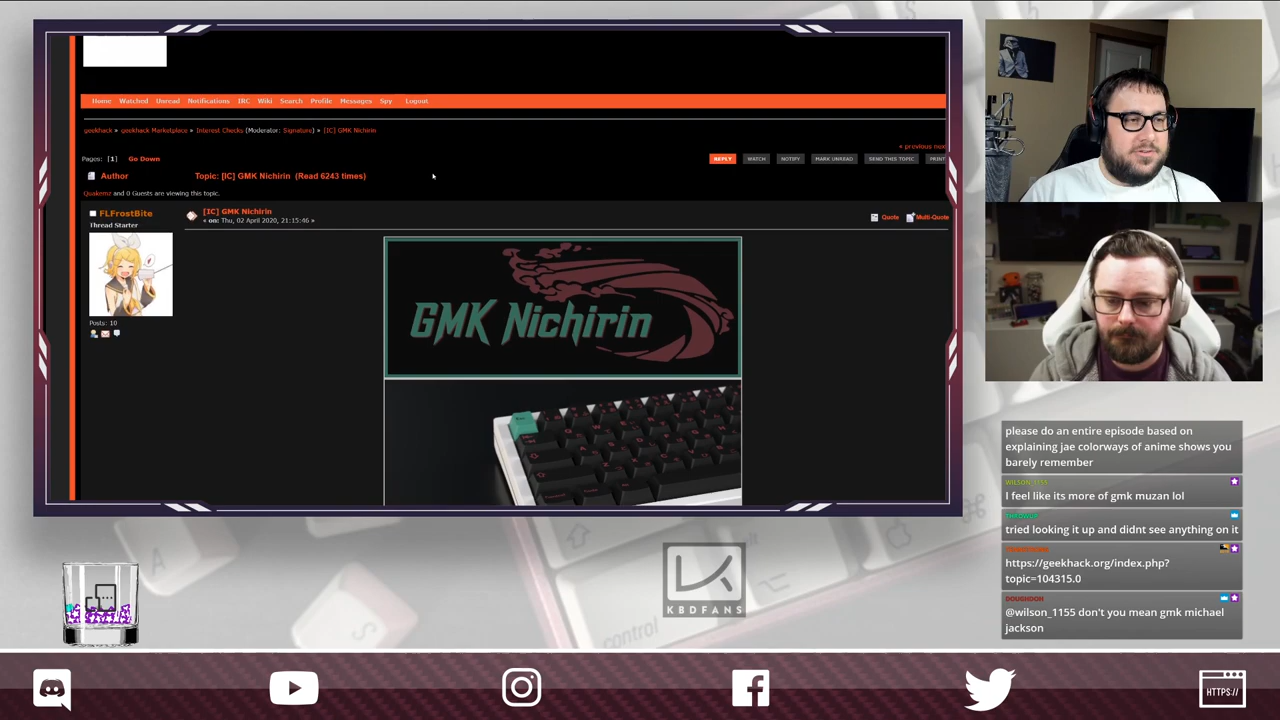 Home Watched Unread Notifications IRC Wiki Search Profile Messages Spy Logout
geekhack » geekhack Marketplace » Interest Checks (Moderator: Signature) » [IC] GMK Nichirin
« previous nex
Pages: [1] Go Down
REPLY WATCH NOTIFY MARK UNREAD SEND THIS TOPIC PRIN
Author Topic: [IC] GMK Nichirin (Read 6243 times)
Quakemz and 0 Guests are viewing this topic.
FLFrostBite
Thread Starter
Posts: 10
[IC] GMK Nichirin
« on: Thu, 02 April 2020, 21:15:46 »
Quote Multi-Quote
GMK Nichirin
please do an entire episode based on
explaining jae colorways of anime shows you
barely remember
WILSON_1155
I feel like its more of gmk muzan lol
tried looking it up and didnt see anything on it
https://geekhack.org/index.php?
topic=104315.0
DOUGHDOH
@wilson_1155 don't you mean gmk michael
jackson
KBDFANS
control
HTTPS://